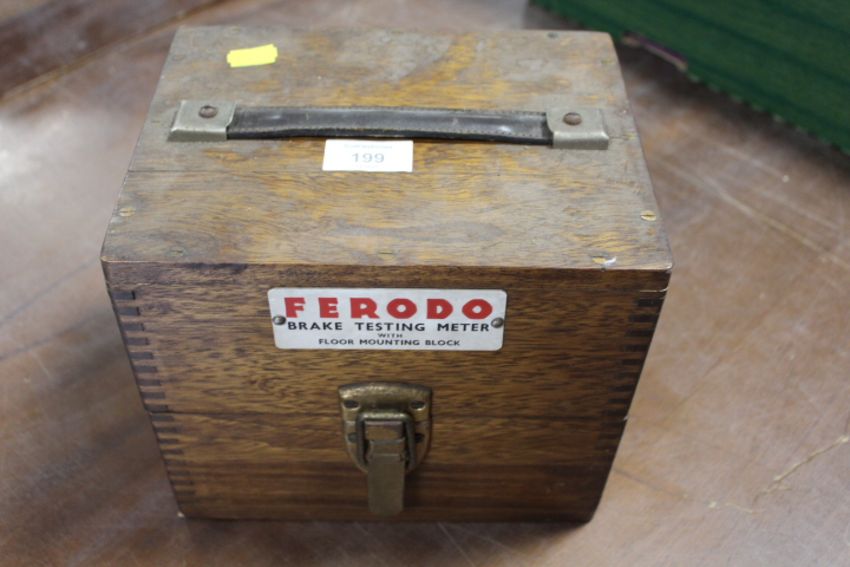 199
FERODO
BRAKE TESTING METER
WITH
FLOOR MOUNTING BLOCK